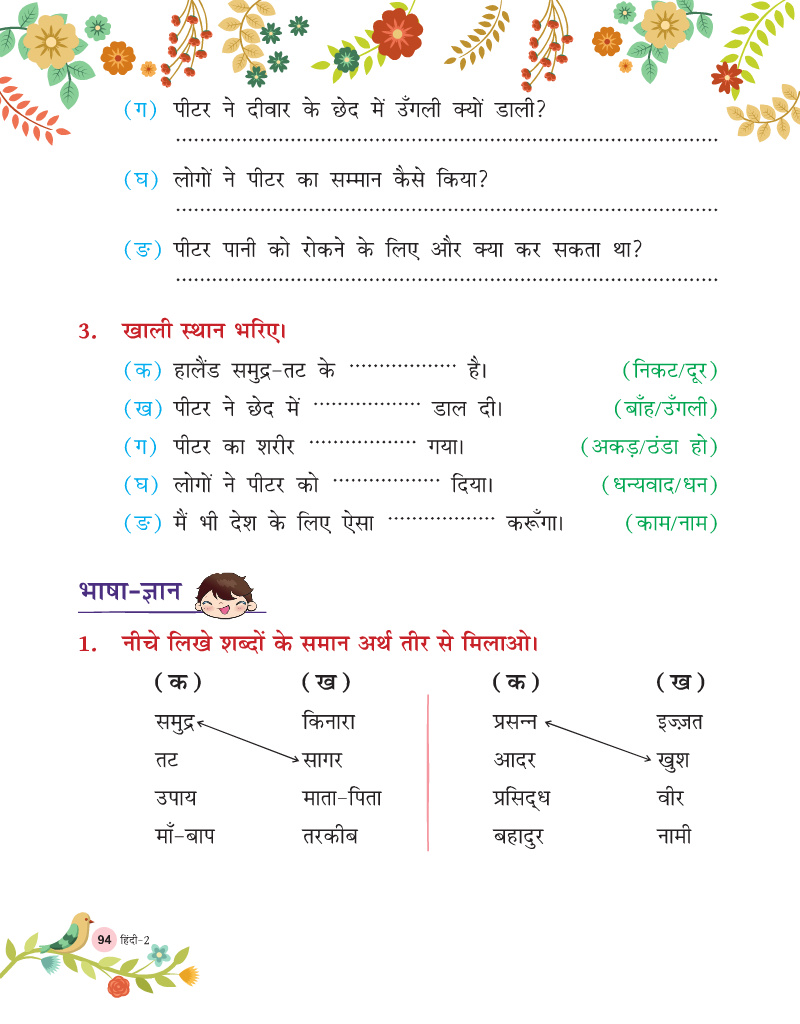 (ग) पीटर ने दीवार के छेद में उँगली क्यों डाली?
................................................................................
(घ) लोगों ने पीटर का सम्मान कैसे किया?
................................................................................
(ङ) पीटर पानी को रोकने के लिए और क्या कर सकता था?
................................................................................
3. खाली स्थान भरिए।
(क) हालैंड समुद्र-तट के .................. है। (निकट/दूर)
(ख) पीटर ने छेद में .................. डाल दी। (बाँह/उँगली)
(ग) पीटर का शरीर .................. गया। (अकड़/ठंडा हो)
(घ) लोगों ने पीटर को .................. दिया। (धन्यवाद/धन)
(ङ) मैं भी देश के लिए ऐसा .................. करूँगा। (काम/नाम)
भाषा-ज्ञान
1. नीचे लिखे शब्दों के समान अर्थ तीर से मिलाओ।
(क) (ख) (क) (ख)
समुद्र किनारा प्रसन्न इज्ज़त
तट सागर आदर खुश
उपाय माता-पिता प्रसिद्ध वीर
माँ-बाप तरकीब बहादुर नामी
94 हिंदी-2